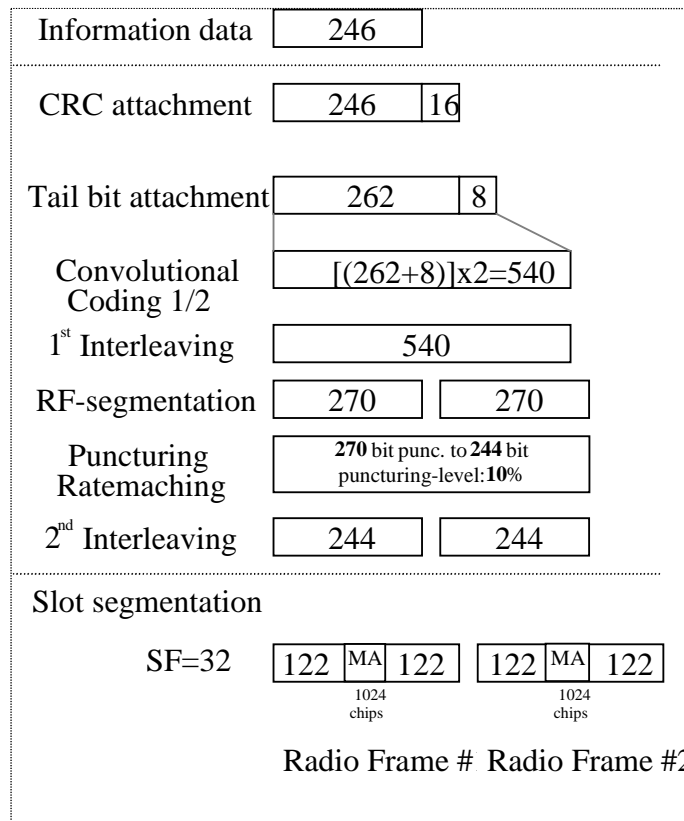 Information data 246
CRC attachment 246 16
Tail bit attachment 262 8
Convolutional
Coding 1/2
[(262+8)]x2=540
1st Interleaving 540
RF-segmentation 270 270
Puncturing
Ratemaching
270 bit punc. to 244 bit
puncturing-level:10%
2nd Interleaving 244 244
Slot segmentation
SF=32 122 MA 122 122 MA 122
1024 1024
chips chips
Radio Frame # Radio Frame #2